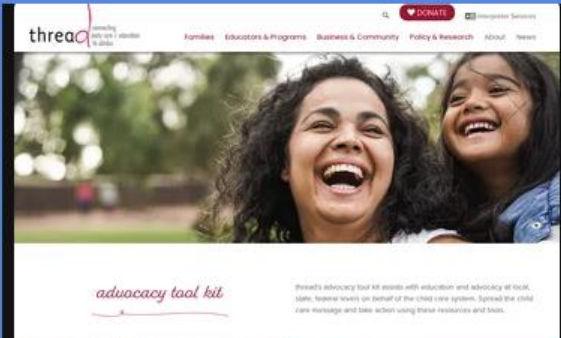 DONATE
Interpreter Services
thread
connecting
early care & education
to alaska
Families Educators & Programs Business & Community Policy & Research About News
advocacy tool kit
thread's advocacy tool kit assists with education and advocacy at local,
state, federal levels on behalf of the child care system. Spread the child
care message and take action using these resources and tools.